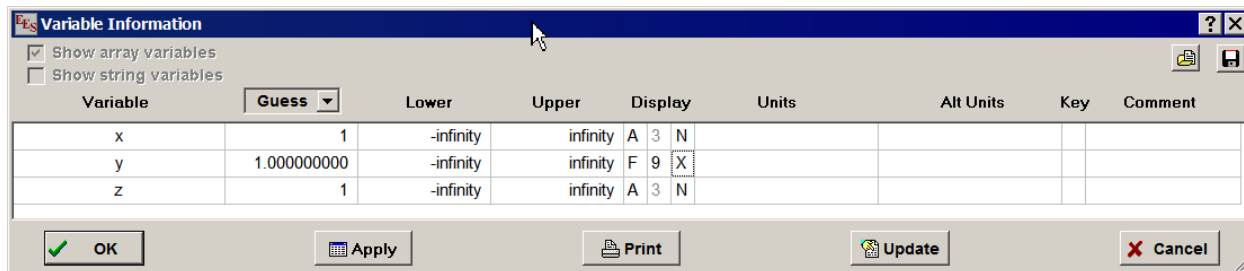 EES Variable Information ? X
Show array variables
Show string variables
Variable Guess Lower Upper Display Units Alt Units Key Comment
x 1 -infinity infinity A 3 N
y 1.000000000 -infinity infinity F 9 X
z 1 -infinity infinity A 3 N
OK Apply Print Update Cancel